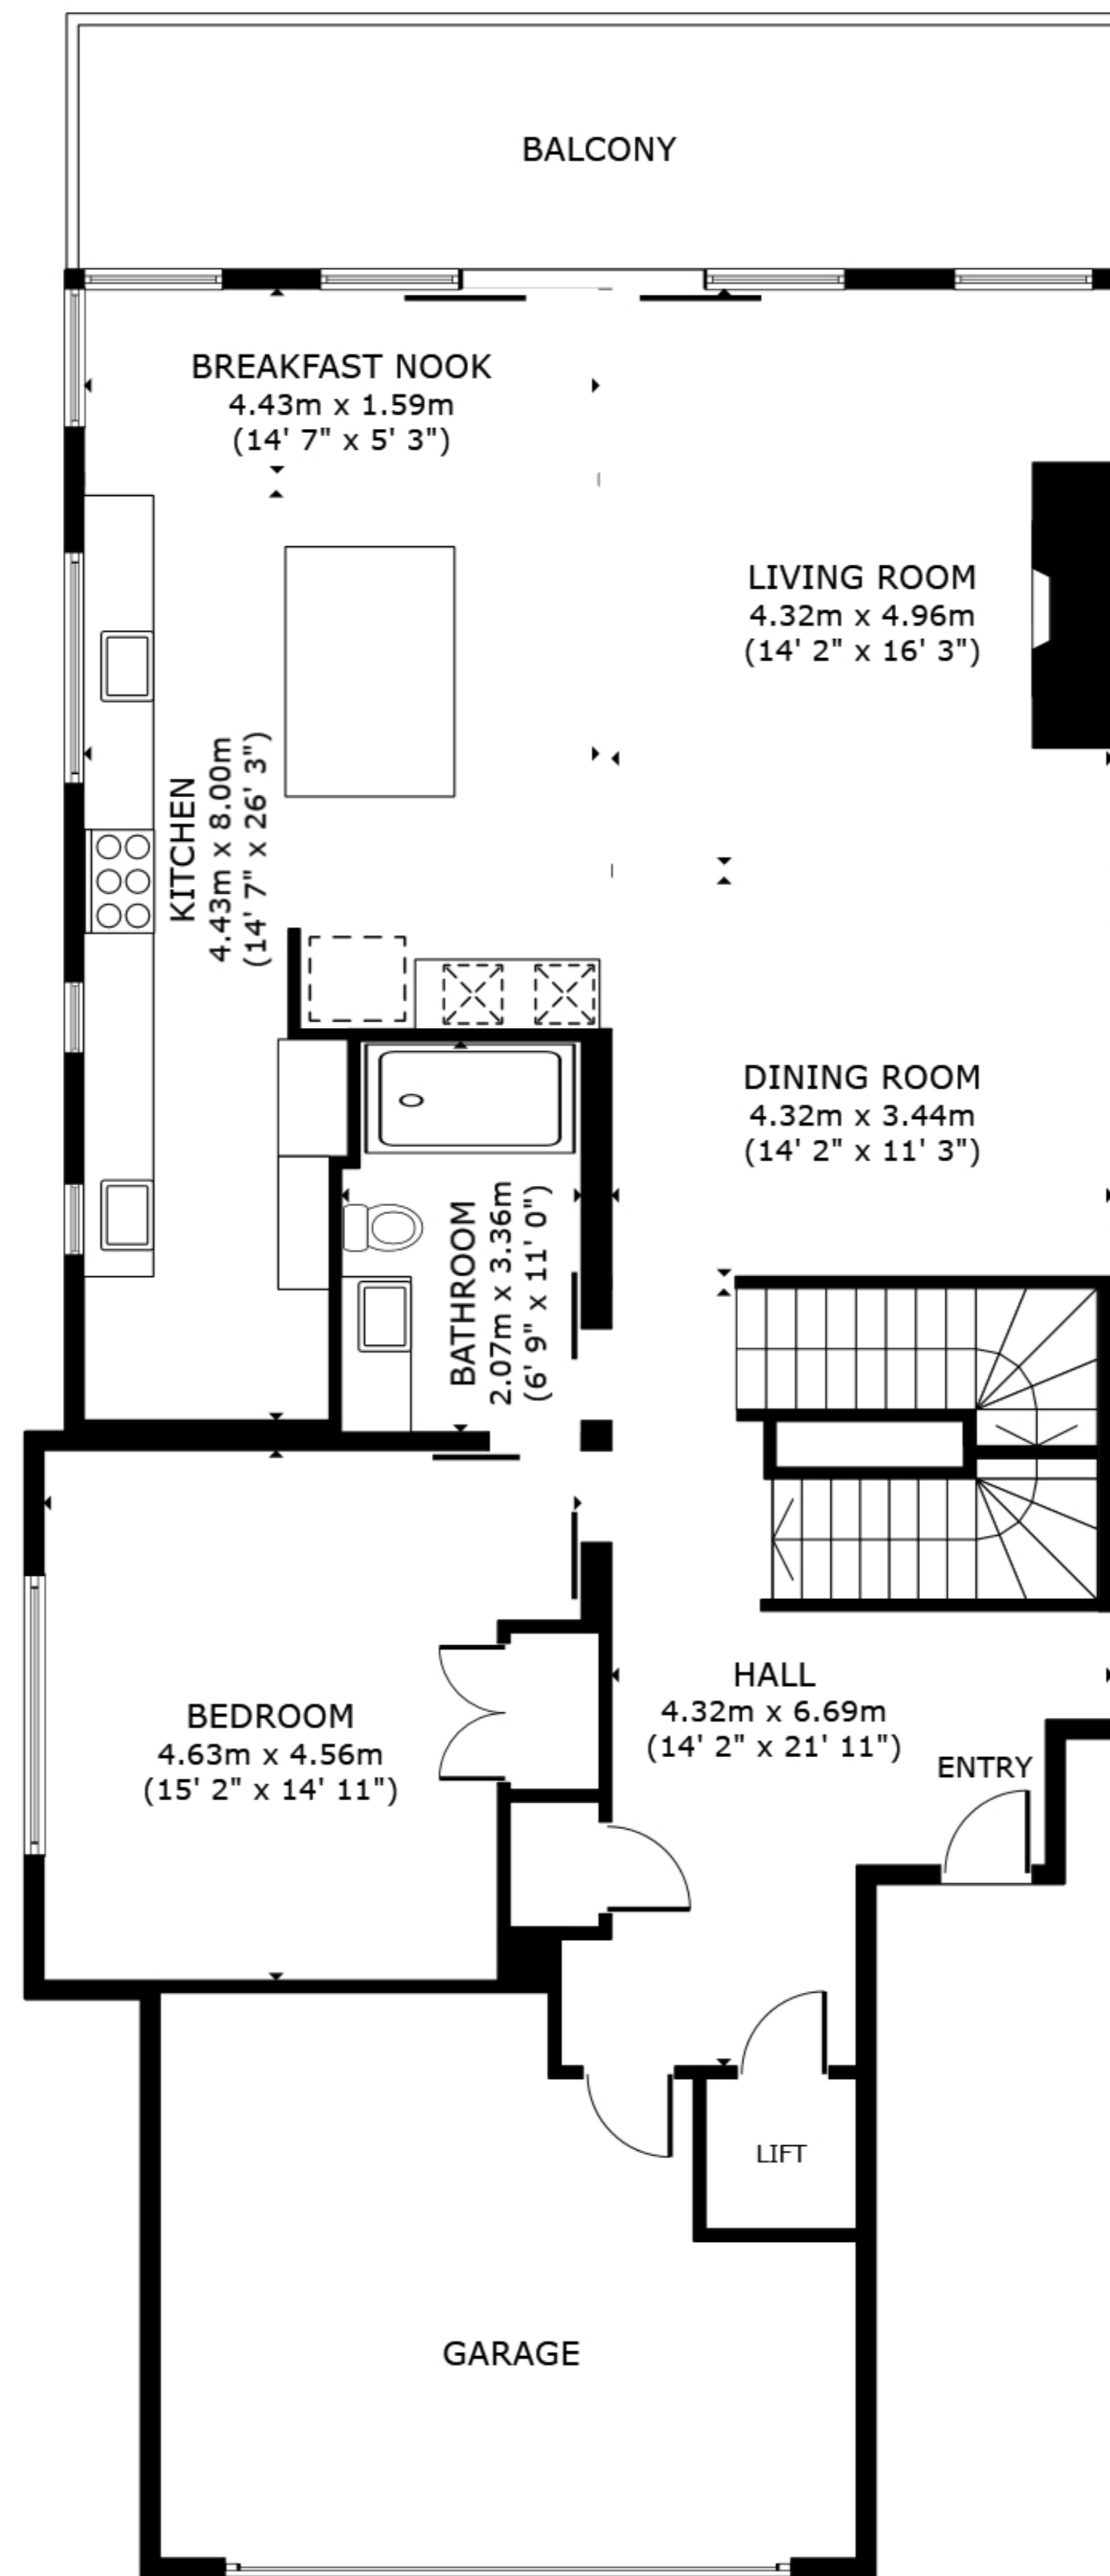 BALCONY
BREAKFAST NOOK
4.43m x 1.59m
(14' 7" x 5' 3")
LIVING ROOM
4.32m x 4.96m
(14' 2" x 16' 3")
KITCHEN
4.43m x 8.00m
(14' 7" x 26' 3")
DINING ROOM
4.32m x 3.44m
(14' 2" x 11' 3")
BATHROOM
2.07m x 3.36m
(6' 9" x 11' 0")
HALL
4.32m x 6.69m
(14' 2" x 21' 11")
BEDROOM
4.63m x 4.56m
(15' 2" x 14' 11")
ENTRY
LIFT
GARAGE